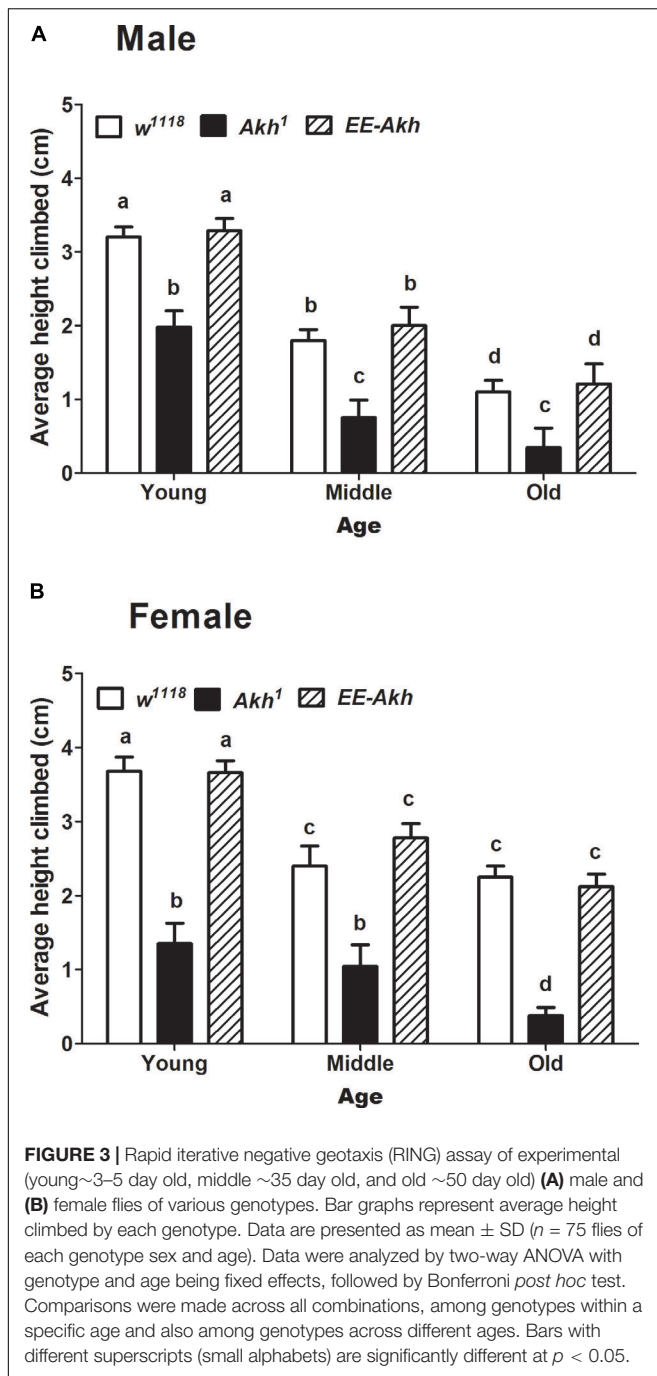 A Male
5
w1118 Akh1 EE-Akh
4
a a
3
b b b
2
c d d
1
c
0
Average height climbed (cm)
Young Middle Old
Age
B Female
5
w1118 Akh1 EE-Akh
a a
4
c c
3
c c
b b
2
d
1
0
Average height climbed (cm)
Young Middle Old
Age
FIGURE 3 | Rapid iterative negative geotaxis (RING) assay of experimental
(young~3–5 day old, middle ~35 day old, and old ~50 day old) (A) male and
(B) female flies of various genotypes. Bar graphs represent average height
climbed by each genotype. Data are presented as mean ± SD (n = 75 flies of
each genotype sex and age). Data were analyzed by two-way ANOVA with
genotype and age being fixed effects, followed by Bonferroni post hoc test.
Comparisons were made across all combinations, among genotypes within a
specific age and also among genotypes across different ages. Bars with
different superscripts (small alphabets) are significantly different at p < 0.05.